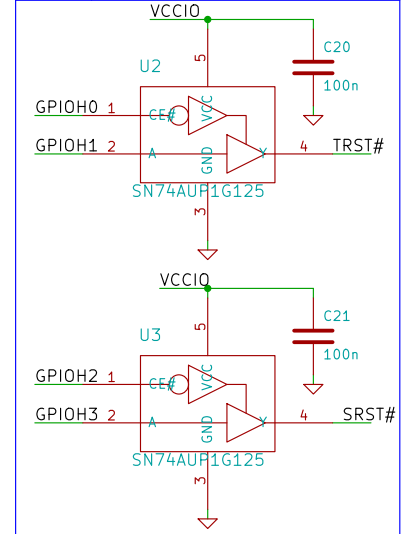 VCCIO
C20
100n
U2
5
VCC
GPIOH0 1 CE#
GPIOH1 2 A GND Y 4 TRST#
SN74AUP1G125
3
VCCIO
C21
100n
U3
5
VCC
GPIOH2 1 CE#
GPIOH3 2 A GND Y 4 SRST#
SN74AUP1G125
3